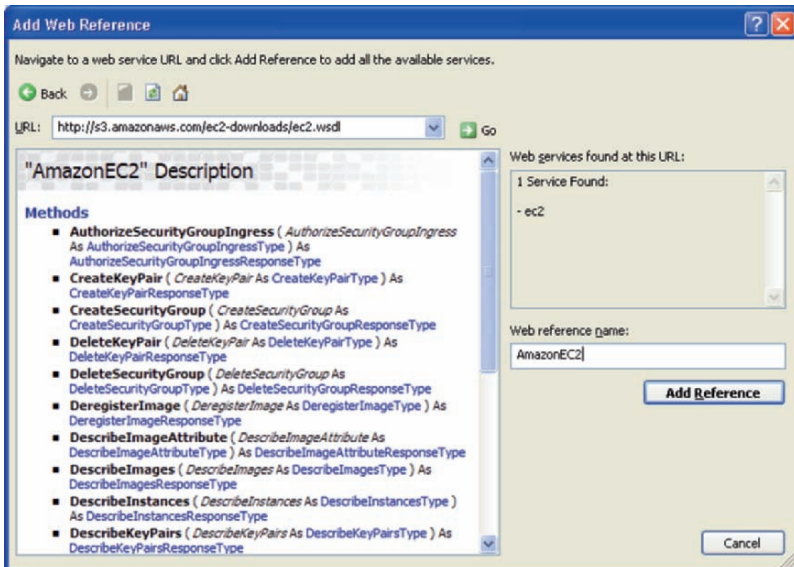 Add Web Reference
Navigate to a web service URL and click Add Reference to add all the available services.
Back
URL: http://s3.amazonaws.com/ec2-downloads/ec2.wsdl Go
"AmazonEC2" Description
Methods
AuthorizeSecurityGroupIngress ( AuthorizeSecurityGroupIngress
As AuthorizeSecurityGroupIngressType ) As
AuthorizeSecurityGroupIngressResponseType
CreateKeyPair ( CreateKeyPair As CreateKeyPairType ) As
CreateKeyPairResponseType
CreateSecurityGroup ( CreateSecurityGroup As
CreateSecurityGroupType ) As CreateSecurityGroupResponseType
DeleteKeyPair ( DeleteKeyPair As DeleteKeyPairType ) As
DeleteKeyPairResponseType
DeleteSecurityGroup ( DeleteSecurityGroup As
DeleteSecurityGroupType ) As DeleteSecurityGroupResponseType
DeregisterImage ( DeregisterImage As DeregisterImageType ) As
DeregisterImageResponseType
DescribeImageAttribute ( DescribeImageAttribute As
DescribeImageAttributeType ) As DescribeImageAttributeResponseType
DescribeImages ( DescribeImages As DescribeImagesType ) As
DescribeImagesResponseType
DescribeInstances ( DescribeInstances As DescribeInstancesType )
As DescribeInstancesResponseType
DescribeKeyPairs ( DescribeKeyPairs As DescribeKeyPairsType ) As
DescribeKeyPairsResponseType
Web services found at this URL:
1 Service Found:
- ec2
Web reference name:
AmazonEC2
Add Reference
Cancel